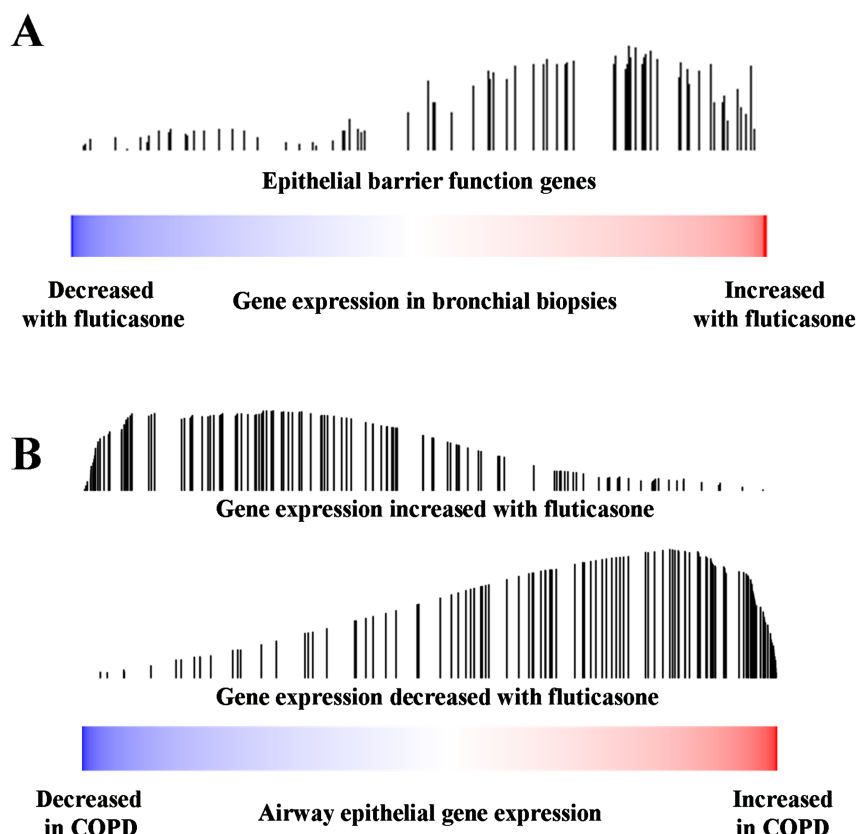 A
Epithelial barrier function genes
Decreased
with fluticasone
Gene expression in bronchial biopsies
Increased
with fluticasone
B
Gene expression increased with fluticasone
Gene expression decreased with fluticasone
Decreased
in COPD
Airway epithelial gene expression
Increased
in COPD